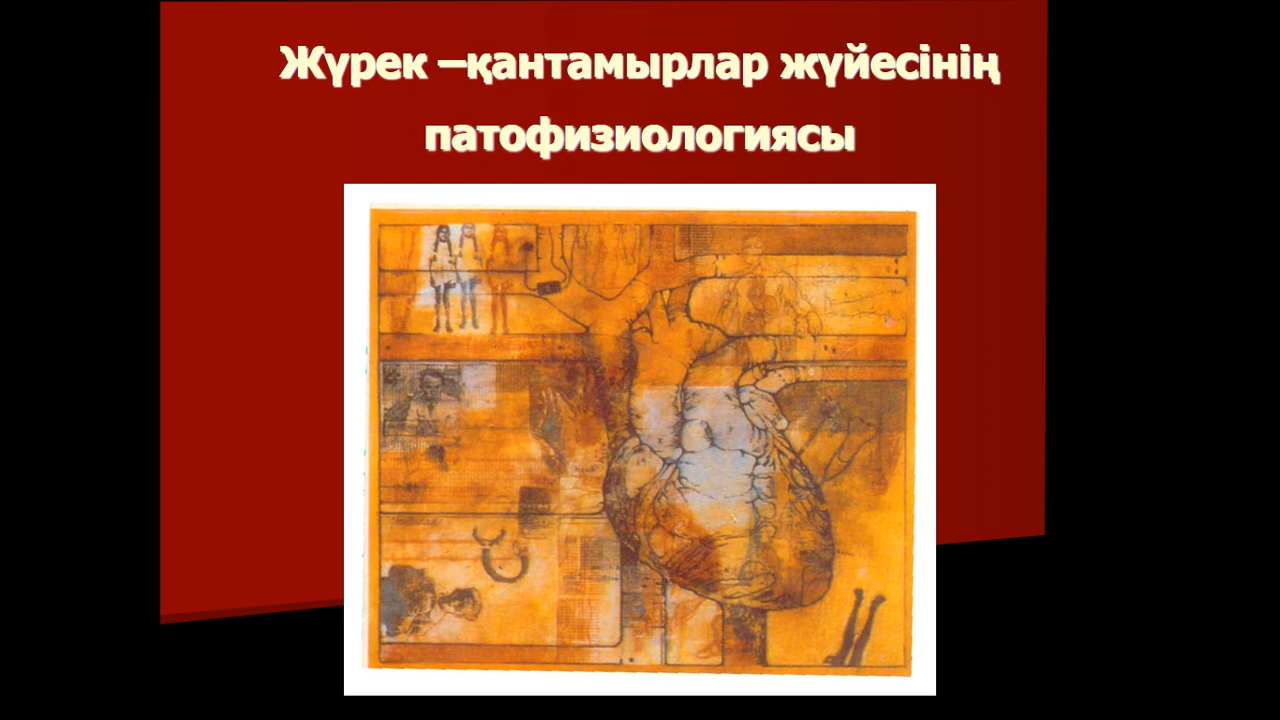 Жүрек –қантамырлар жүйесінің
патофизиологиясы